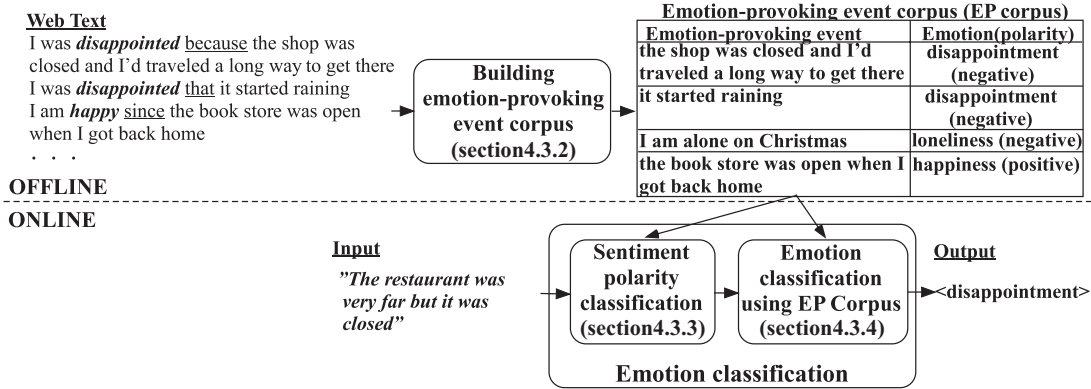 Web Text
I was disappointed because the shop was
closed and I'd traveled a long way to get there
I was disappointed that it started raining
I am happy since the book store was open
when I got back home
. . .
OFFLINE
Building
emotion-provoking
event corpus
(section4.3.2)
Emotion-provoking event corpus (EP corpus)
Emotion-provoking event Emotion(polarity)
the shop was closed and I'd disappointment
traveled a long way to get there (negative)
it started raining disappointment
(negative)
I am alone on Christmas loneliness (negative)
the book store was open when I happiness (positive)
got back home
ONLINE
Input
"The restaurant was
very far but it was
closed"
Sentiment
polarity
classification
(section4.3.3)
Emotion
classification
using EP Corpus
(section4.3.4)
Emotion classification
Output
<disappointment>